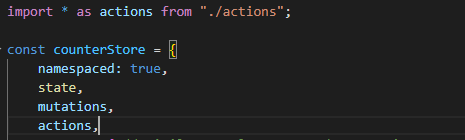 import * as actions from "./actions";
const counterStore = {
namespaced: true,
state,
mutations,
actions,